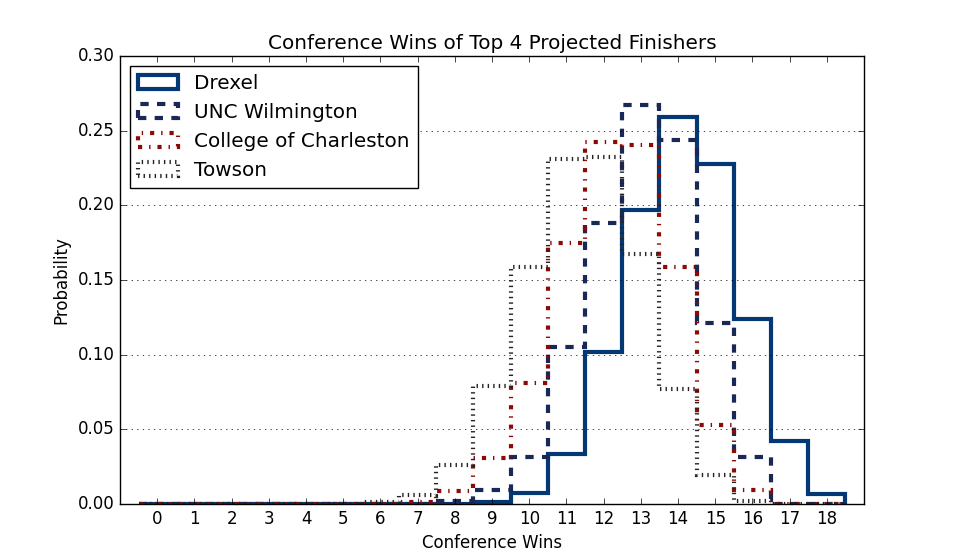 Conference Wins of Top 4 Projected Finishers
0.30
0.25
0.20
0.15
0.10
0.05
0.00
Probability
Drexel
UNC Wilmington
College of Charleston
Towson
0 1 2 3 4 5 6 7 8 9 10 11 12 13 14 15 16 17 18
Conference Wins